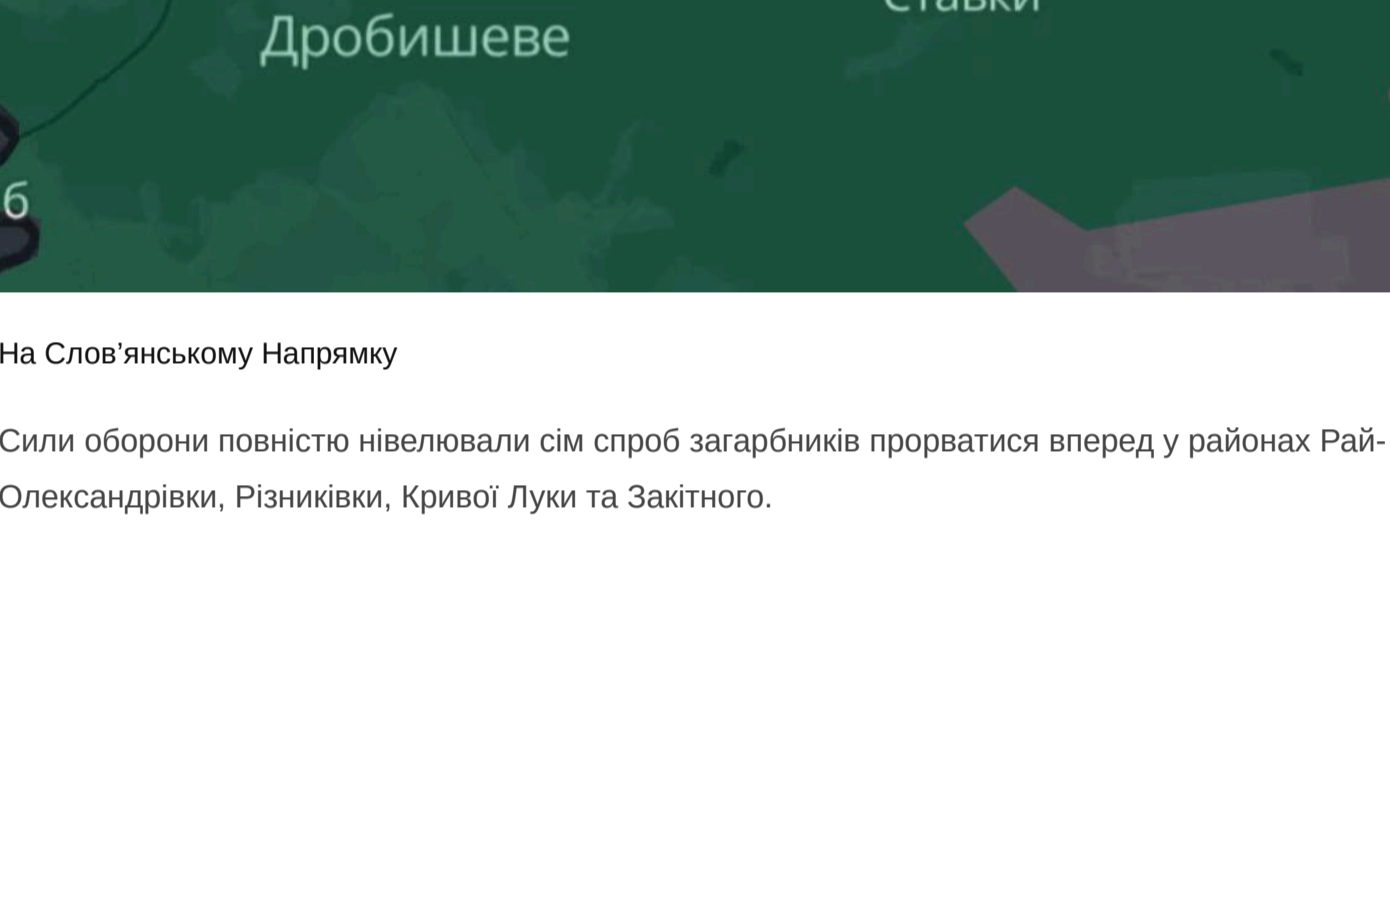 Ставки
Дробишеве
б
На Слов’янському Напрямку
Сили оборони повністю нівелювали сім спроб загарбників прорватися вперед у районах Рай-
Олександрівки, Різниківки, Кривої Луки та Закітного.